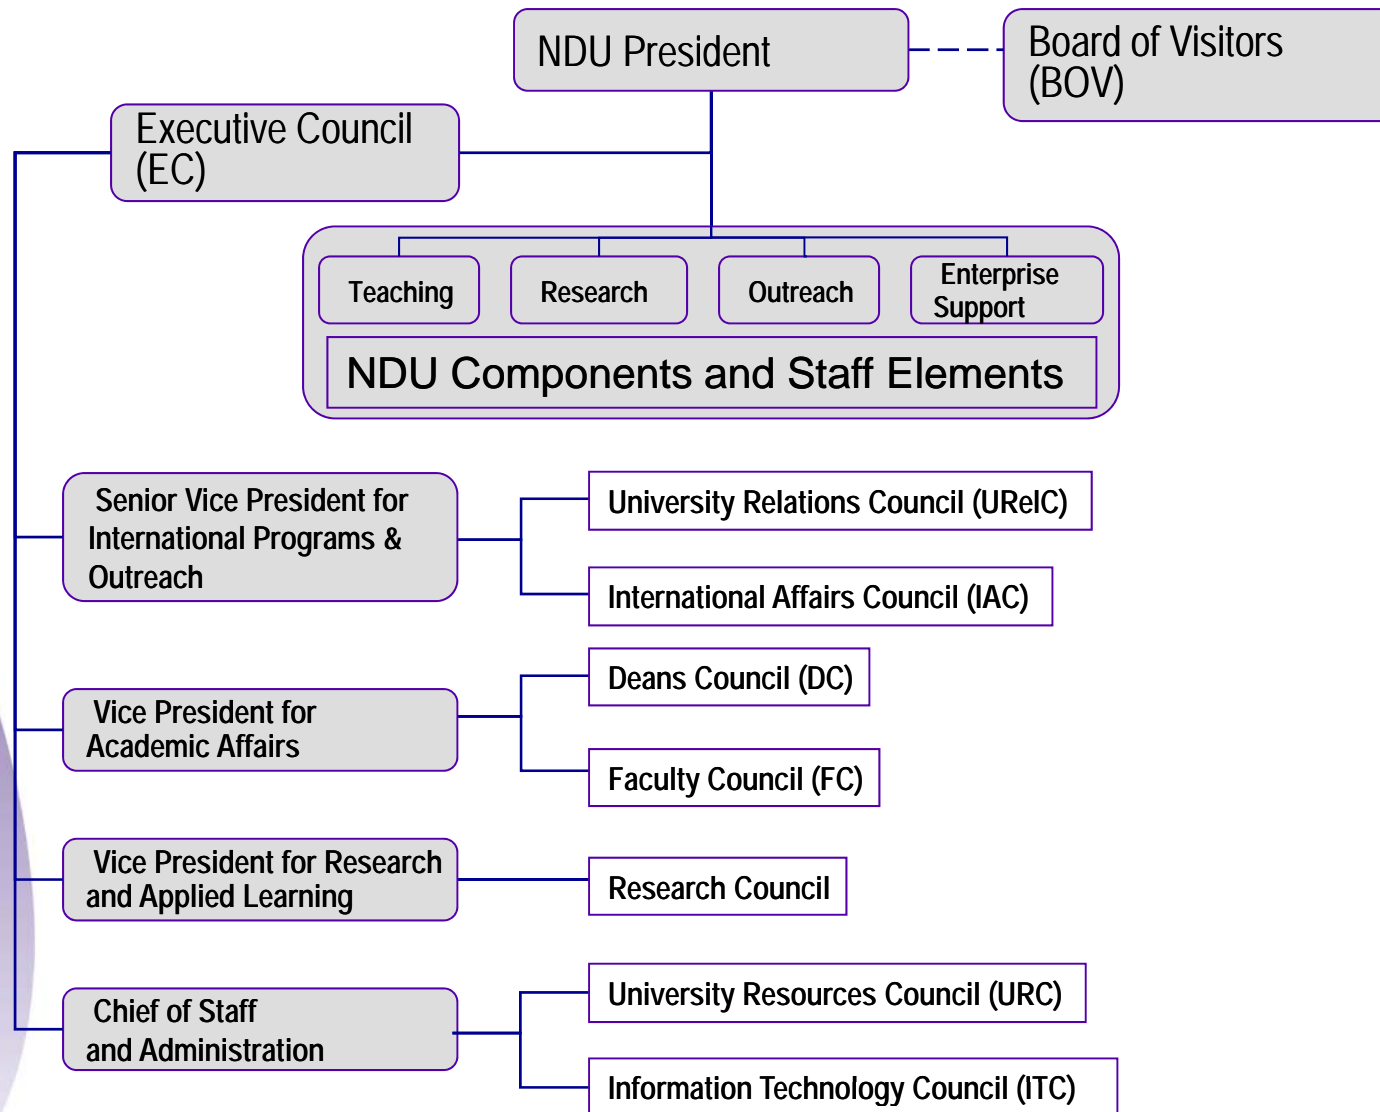 NDU President
Board of Visitors
(BOV)
Executive Council
(EC)
Teaching
Research
Outreach
Enterprise
Support
NDU Components and Staff Elements
Senior Vice President for
International Programs &
Outreach
University Relations Council (URelC)
International Affairs Council (IAC)
Vice President for
Academic Affairs
Deans Council (DC)
Faculty Council (FC)
Vice President for Research
and Applied Learning
Research Council
Chief of Staff
and Administration
University Resources Council (URC)
Information Technology Council (ITC)